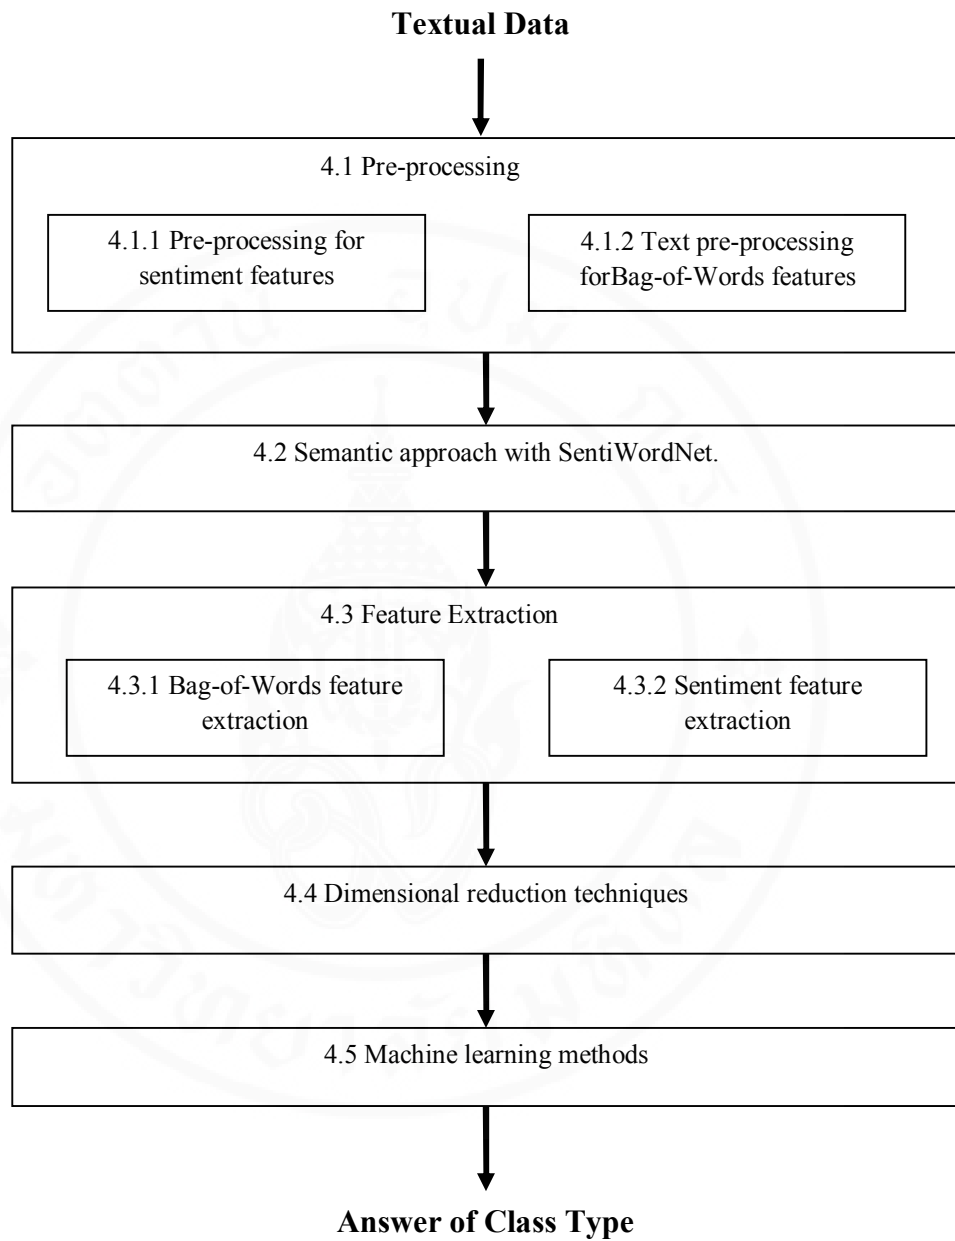 Textual Data
4.1 Pre-processing
4.1.1 Pre-processing for
sentiment features
4.1.2 Text pre-processing
forBag-of-Words features
4.2 Semantic approach with SentiWordNet.
4.3 Feature Extraction
4.3.1 Bag-of-Words feature
extraction
4.3.2 Sentiment feature
extraction
4.4 Dimensional reduction techniques
4.5 Machine learning methods
Answer of Class Type